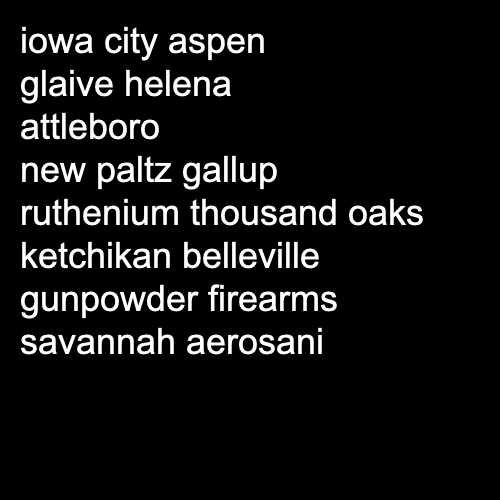 iowa city aspen
glaive helena
attleboro
new paltz gallup
ruthenium thousand oaks
ketchikan belleville
gunpowder firearms
savannah aerosani